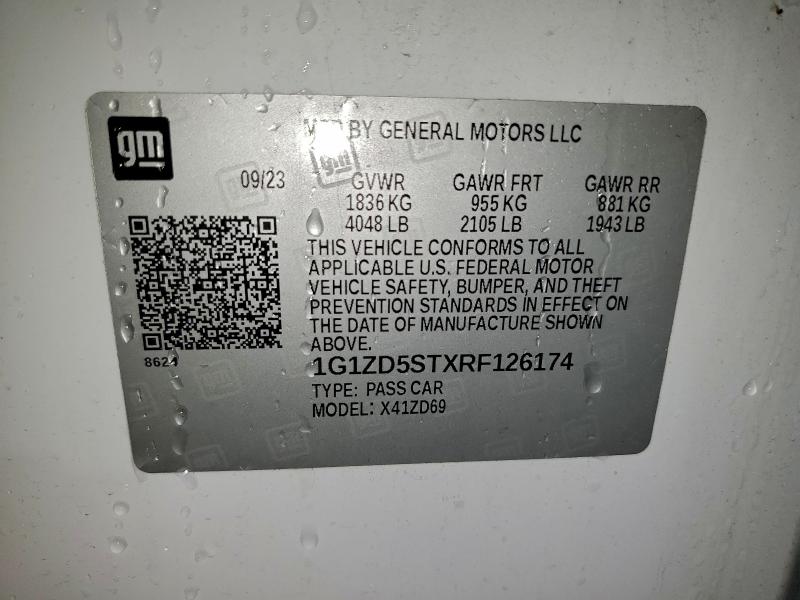 gm
MFD BY GENERAL MOTORS LLC
09/23
GVWR GAWR FRT GAWR RR
1836 KG 955 KG 881 KG
4048 LB 2105 LB 1943 LB
THIS VEHICLE CONFORMS TO ALL
APPLICABLE U.S. FEDERAL MOTOR
VEHICLE SAFETY, BUMPER, AND THEFT
PREVENTION STANDARDS IN EFFECT ON
THE DATE OF MANUFACTURE SHOWN
ABOVE.
8624
1G1ZD5STXRF126174
TYPE: PASS CAR
MODEL: X41ZD69